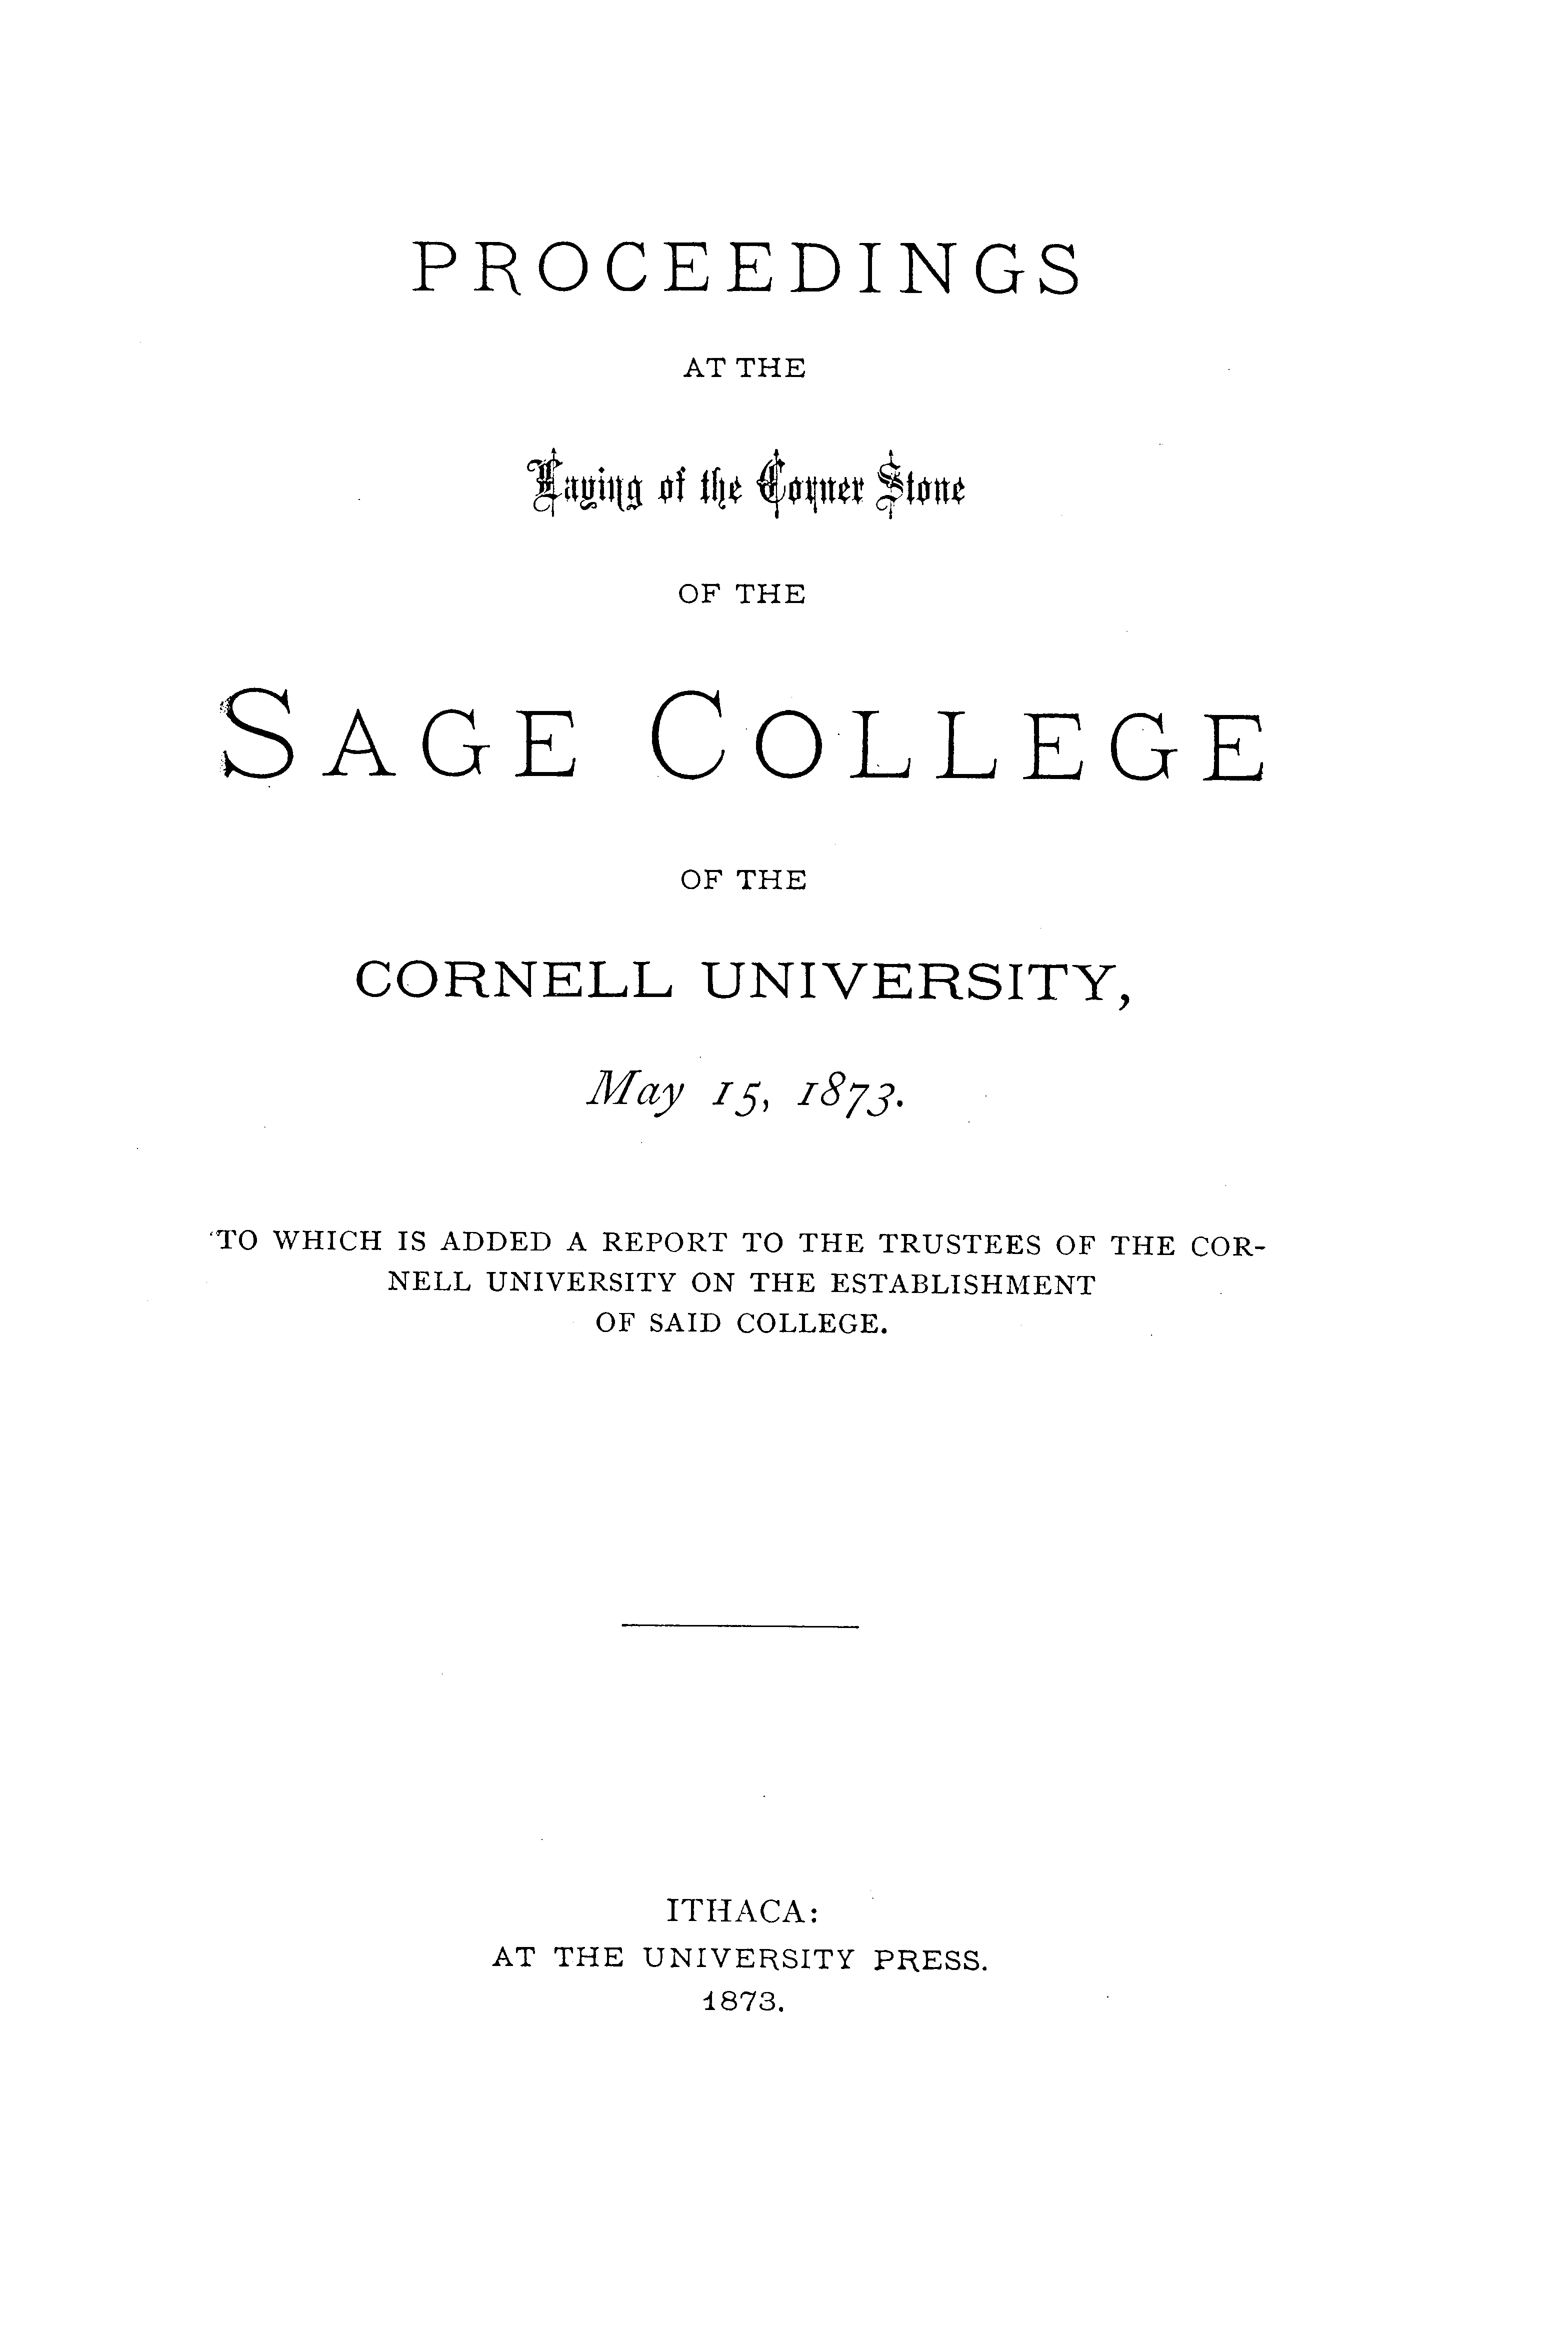 PROCEEDINGS
AT THE
Laying of the Corner Stone
OF THE
SAGE COLLEGE
OF THE
CORNELL UNIVERSITY,
May 15, 1873.
TO WHICH IS ADDED A REPORT TO THE TRUSTEES OF THE COR-
NELL UNIVERSITY ON THE ESTABLISHMENT
OF SAID COLLEGE.
ITHACA:
AT THE UNIVERSITY PRESS.
1873.